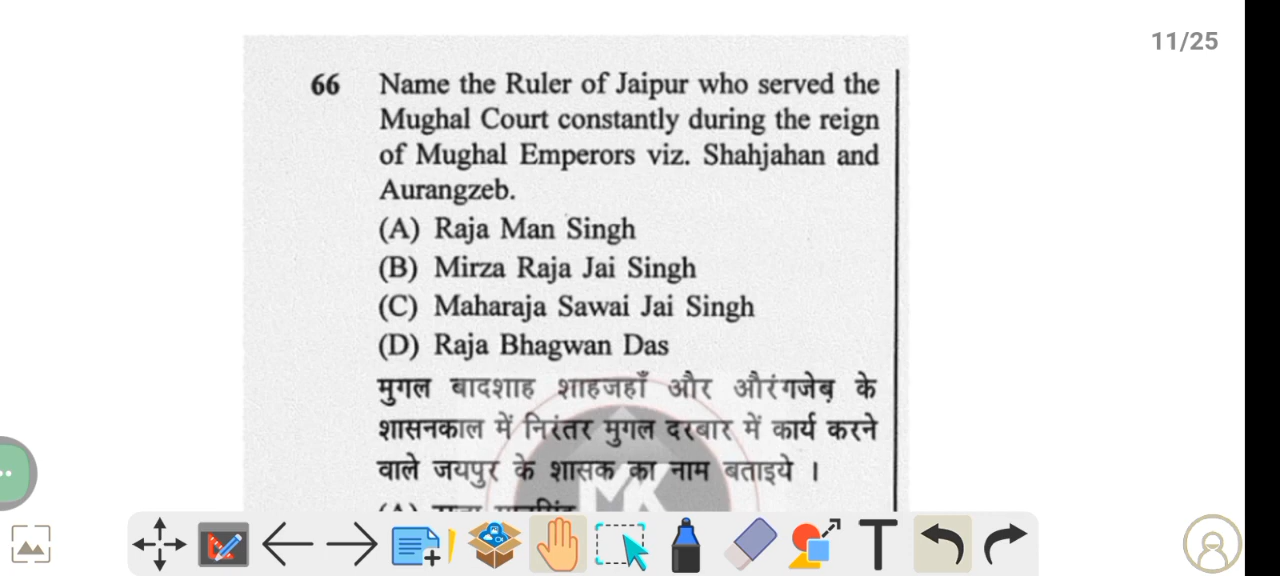 11/25
66 Name the Ruler of Jaipur who served the
Mughal Court constantly during the reign
of Mughal Emperors viz. Shahjahan and
Aurangzeb.
(A) Raja Man Singh
(B) Mirza Raja Jai Singh
(C) Maharaja Sawai Jai Singh
(D) Raja Bhagwan Das
मुगल बादशाह शाहजहाँ और औरंगजेब़ के
शासनकाल में निरंतर मुगल दरबार में कार्य करने
वाले जयपुर के शासक का नाम बताइये ।
MK
T